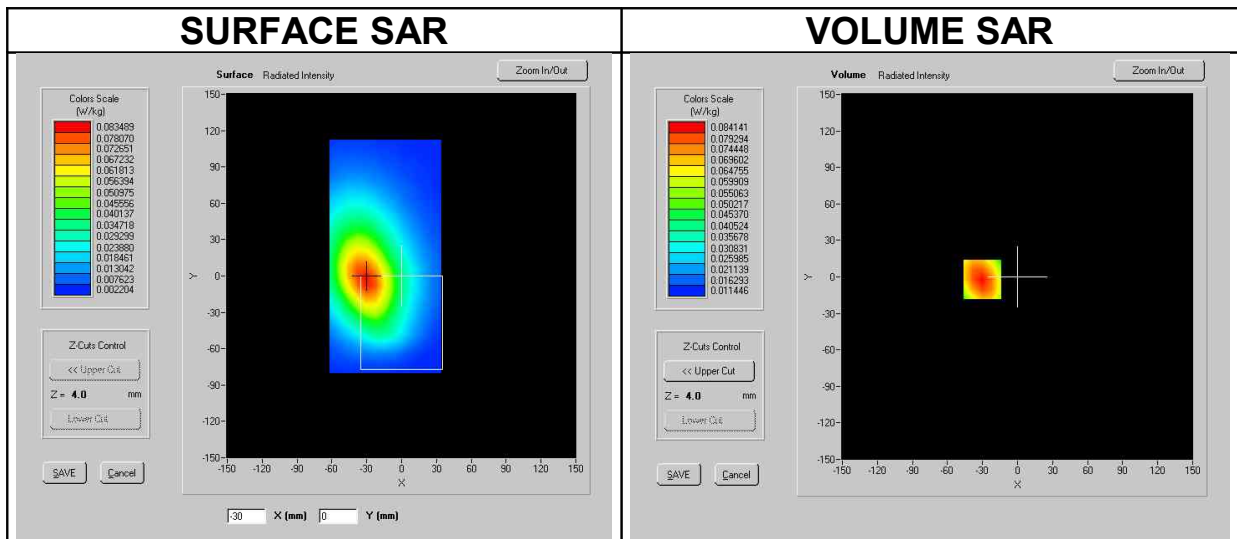 SURFACE SAR
VOLUME SAR
Surface Radiated Intensity
Zoom In/Out
Colors Scale
(W/kg)
0.083489
0.078070
0.072651
0.067232
0.061813
0.056394
0.050975
0.045556
0.040137
0.034718
0.029299
0.023880
0.018461
0.013042
0.007623
0.002204
150
120
90
60
30
0
-30
-60
-90
-120
-150
Y
-150 -120 -90 -60 -30 0 30 60 90 120 150
X
Z-Cuts Control
<< Upper Cut
Z = 4.0 mm
Lower Cut
SAVE Cancel
-30 X (mm) 0 Y (mm)
Volume Radiated Intensity
Zoom In/Out
Colors Scale
(W/kg)
0.084141
0.079294
0.074448
0.069602
0.064755
0.059909
0.055063
0.050217
0.045370
0.040524
0.035678
0.030831
0.025985
0.021139
0.016293
0.011446
150
120
90
60
30
0
-30
-60
-90
-120
-150
Y
-150 -120 -90 -60 -30 0 30 60 90 120 150
X
Z-Cuts Control
<< Upper Cut
Z = 4.0 mm
Lower Cut
SAVE Cancel